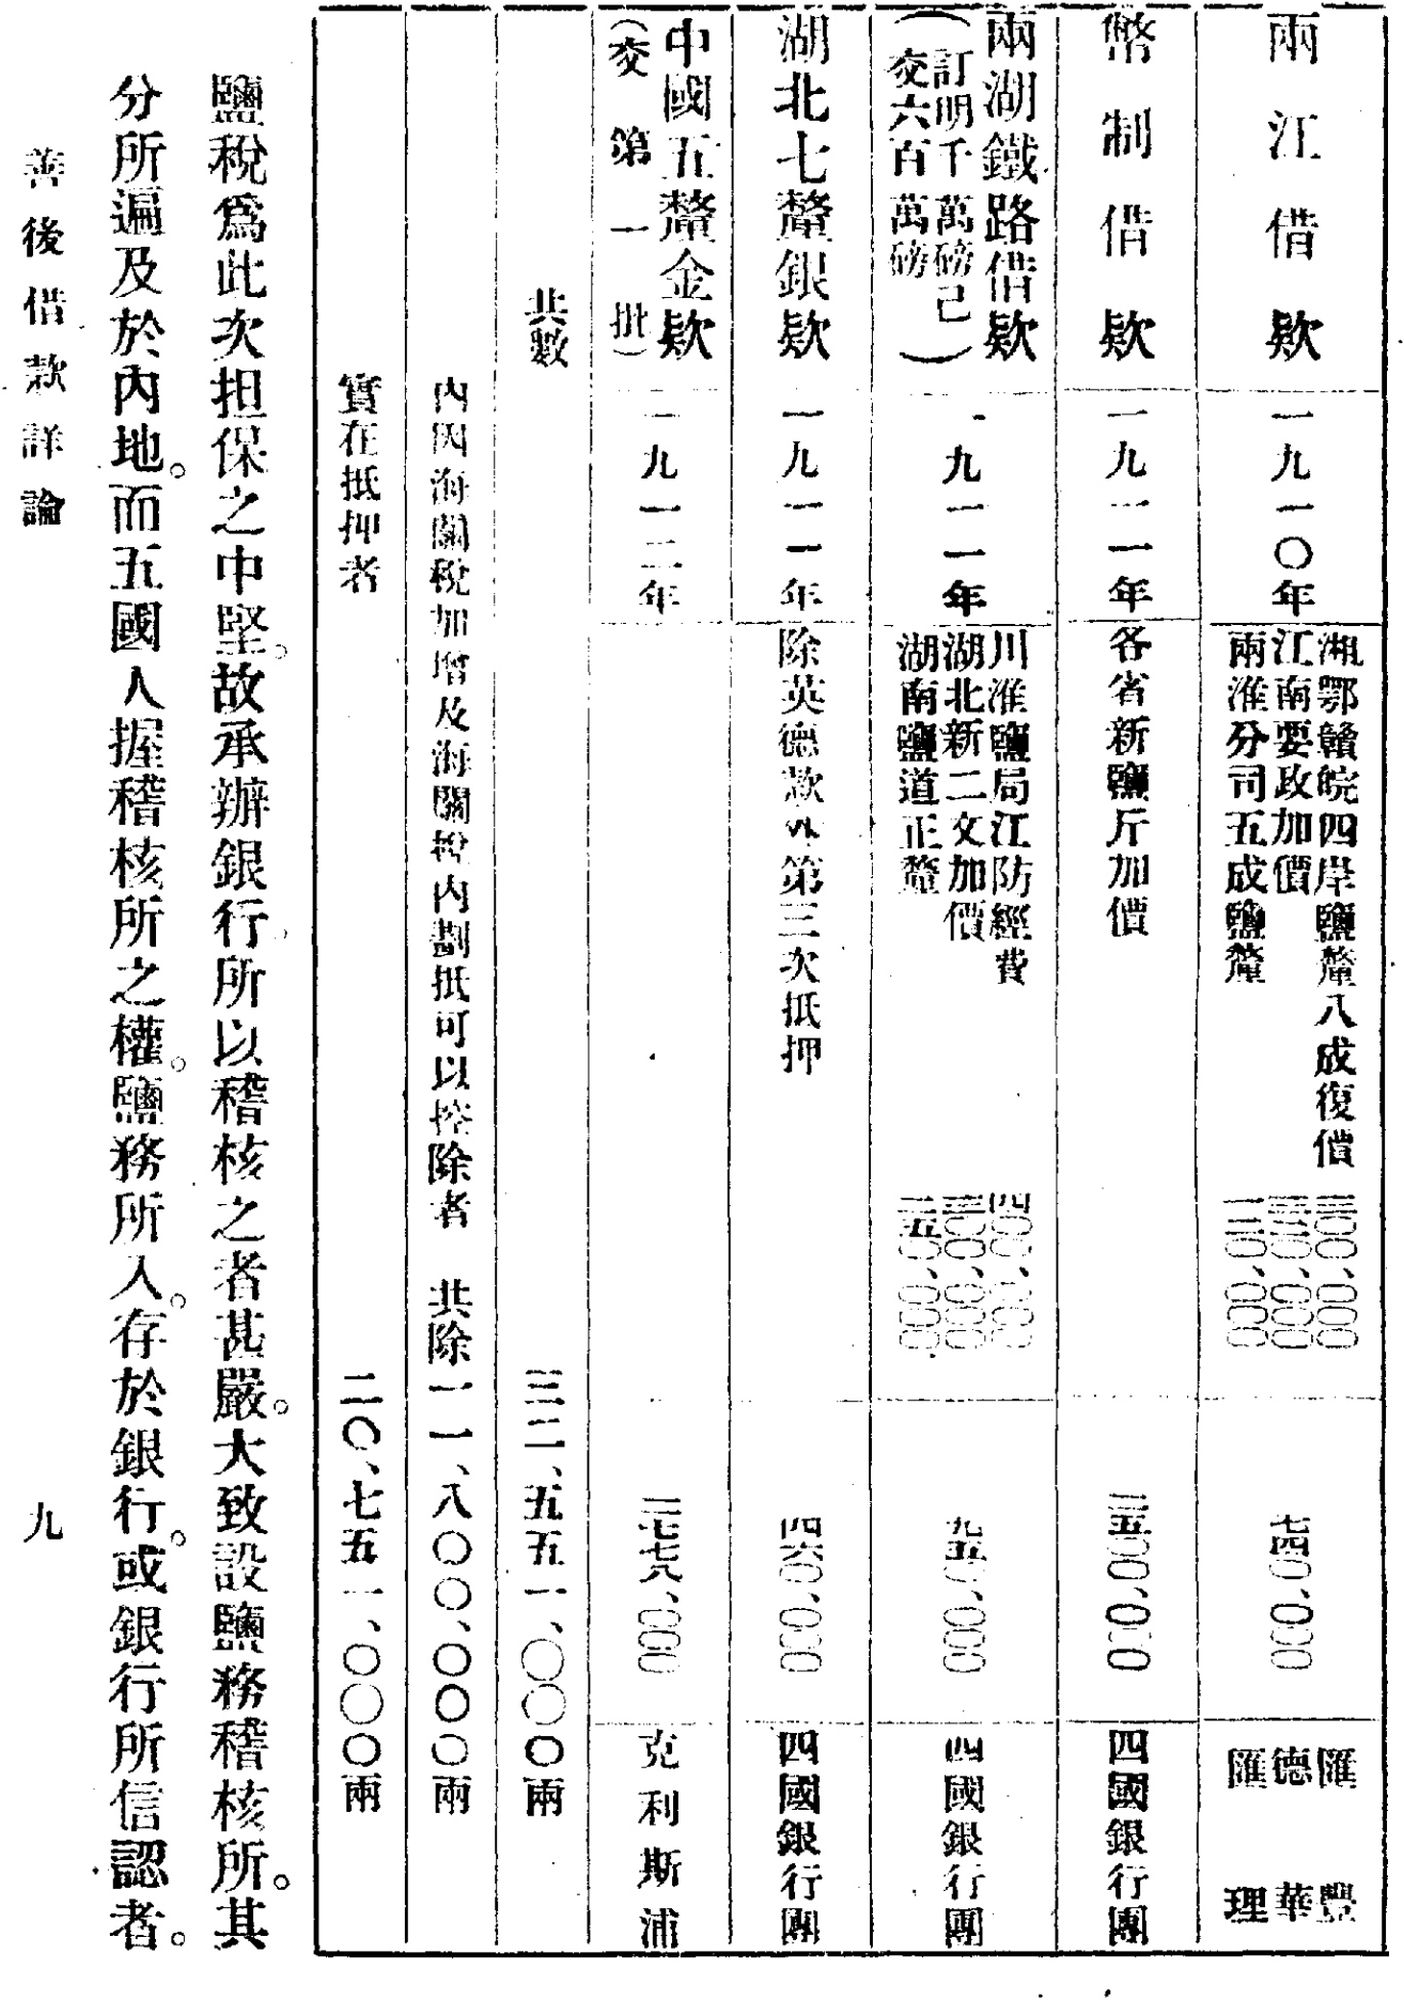 兩江借欵 一九一〇年 湘鄂贛皖四岸鹽釐八成復價 三〇〇、〇〇〇
江南要政加價 三三〇、〇〇〇
兩淮分司五成鹽釐 一一〇、〇〇〇
七四〇、〇〇〇 匯豐 德華 匯理
幣制借欵 一九一一年 各省新鹽斤加價 二五〇〇、〇〇〇 四國銀行團
兩湖鐵路借欵 (訂明千萬磅已交六百萬磅) 一九一一年 川淮鹽局江防經費 四〇〇、〇〇〇
湖北新二文加價 三〇〇、〇〇〇
湖南鹽道正釐 二五〇、〇〇〇
九五〇、〇〇〇 四國銀行團
湖北七釐銀欵 一九一一年 除英德欵外第三次抵押 四六〇、〇〇〇 四國銀行團
中國五釐金欵 (交第一批) 一九一二年 二七七八、〇〇〇 克利斯浦
共數 三二、五五一、〇〇〇兩
內因海關稅加增及海關稅內劃抵可以控除者 共除一一、八〇〇、〇〇〇兩
實在抵押者 二〇、七五一、〇〇〇兩
鹽稅爲此次担保之中堅。故承辦銀行。所以稽核之者甚嚴。大致設鹽務稽核所。其
分所遍及於內地。而五國人握稽核所之權。鹽務所入。存於銀行。或銀行所信認者。
善後借款詳論 九